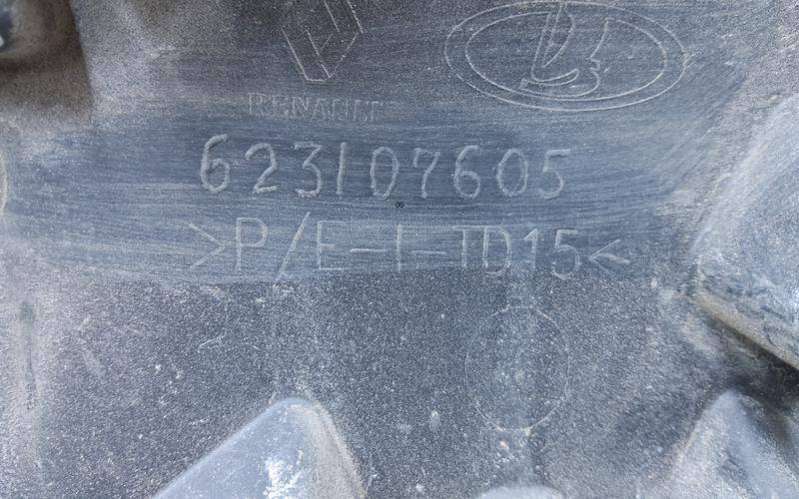 RENAULT
623107605
>P/E-I-TD15<